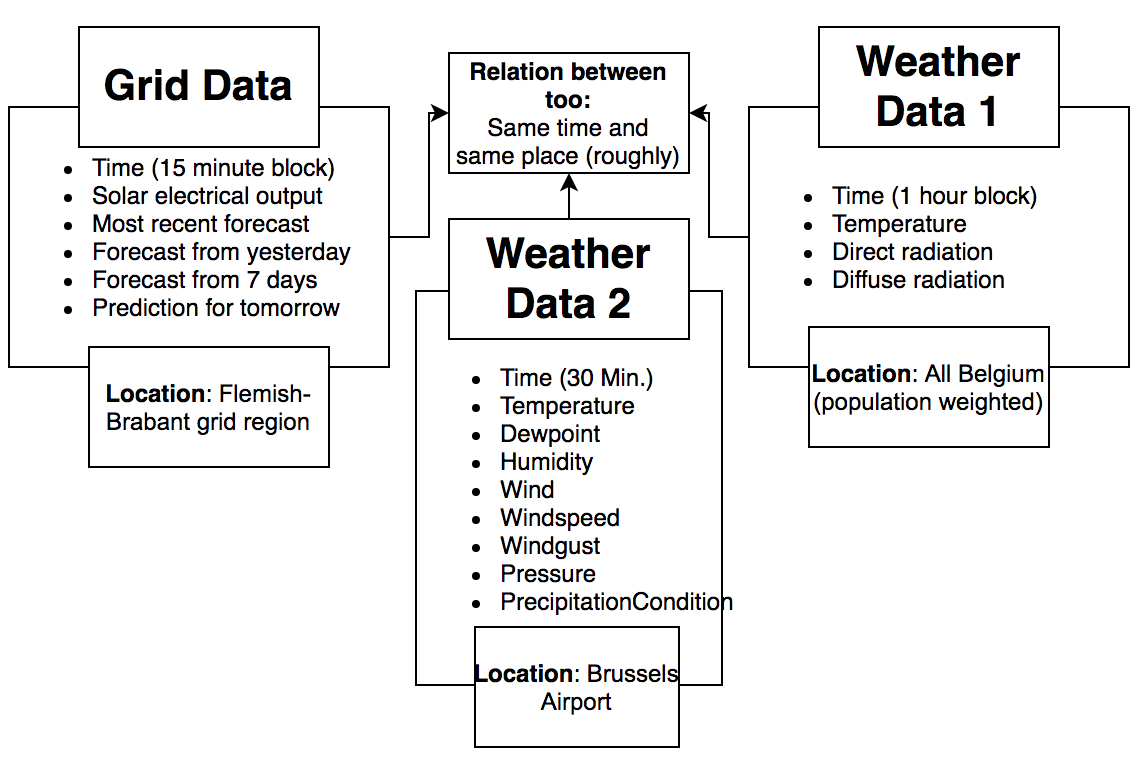 Grid Data
• Time (15 minute block)
• Solar electrical output
• Most recent forecast
• Forecast from yesterday
• Forecast from 7 days
• Prediction for tomorrow
Location: Flemish-
Brabant grid region
Relation between
too:
Same time and
same place (roughly)
Weather
Data 2
• Time (30 Min.)
• Temperature
• Dewpoint
• Humidity
• Wind
• Windspeed
• Windgust
• Pressure
• PrecipitationCondition
Location: Brussels
Airport
Weather
Data 1
• Time (1 hour block)
• Temperature
• Direct radiation
• Diffuse radiation
Location: All Belgium
(population weighted)